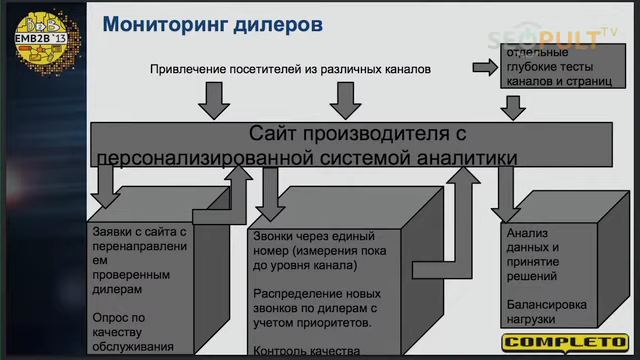 B2B
EMB2B`13
Мониторинг дилеров
SEOPULT TV
Привлечение посетителей из различных каналов
отдельные
глубокие тесты
каналов и страниц
Сайт производителя с
персонализированной системой аналитики
Заявки с сайта с
перенаправлени
ем
проверенным
дилерам
Опрос по
качеству
обслуживания
Звонки через единый
номер (измерения пока
до уровня канала)
Распределение новых
звонков по дилерам с
учетом приоритетов.
Контроль качества
Анализ
данных и
принятие
решений
Балансировка
нагрузки
COMPLETO